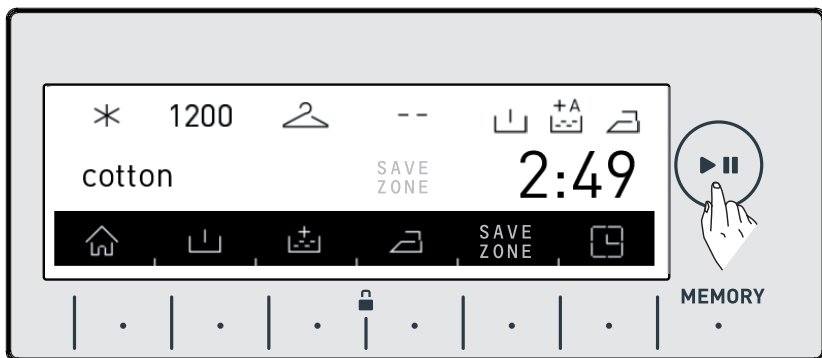 1200 --
+A
cotton SAVE ZONE 2:49
SAVE ZONE
MEMORY